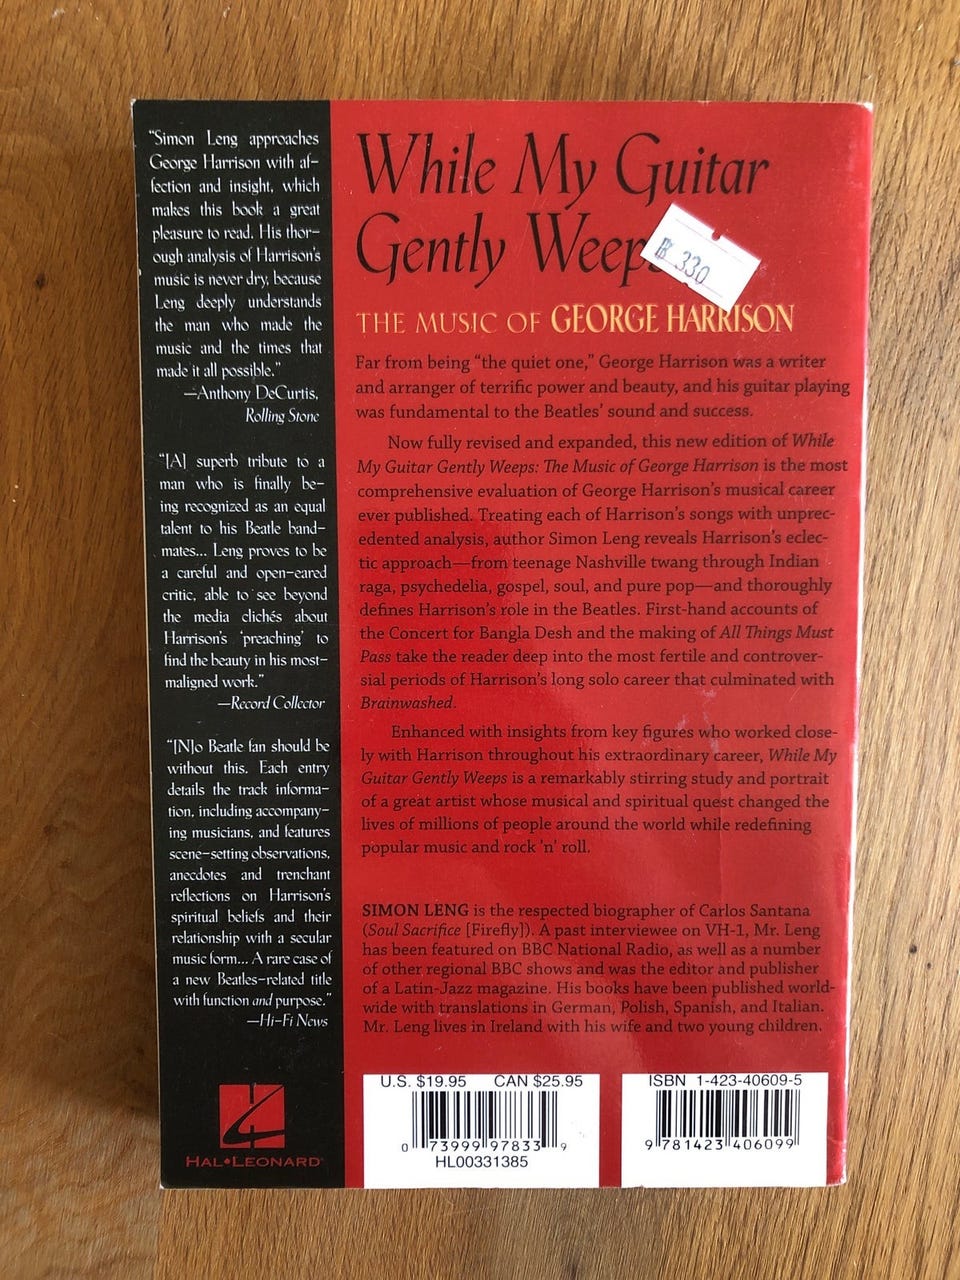 "Simon Leng approaches
George Harrison with af-
fection and insight, which
makes this book a great
pleasure to read. His thor-
ough analysis of Harrison's
music is never dry, because
Leng deeply understands
the man who made the
music and the times that
made it all possible."
—Anthony DeCurtis,
Rolling Stone
"[A] superb tribute to a
man who is finally be-
ing recognized as an equal
talent to his Beatle band-
mates... Leng proves to be
a careful and open-eared
critic, able to see beyond
the media clichés about
Harrison's 'preaching' to
find the beauty in his most-
maligned work."
—Record Collector
"[N]o Beatle fan should be
without this. Each entry
details the track informa-
tion, including accompany-
ing musicians, and features
scene-setting observations,
anecdotes and trenchant
reflections on Harrison's
spiritual beliefs and their
relationship with a secular
music form... A rare case of
a new Beatles-related title
with function and purpose."
—Hi-Fi News
HAL•LEONARD®
While My Guitar
Gently Weeps
฿ 330
THE MUSIC OF GEORGE HARRISON
Far from being "the quiet one," George Harrison was a writer
and arranger of terrific power and beauty, and his guitar playing
was fundamental to the Beatles' sound and success.
Now fully revised and expanded, this new edition of While
My Guitar Gently Weeps: The Music of George Harrison is the most
comprehensive evaluation of George Harrison's musical career
ever published. Treating each of Harrison's songs with unprec-
edented analysis, author Simon Leng reveals Harrison's eclec-
tic approach—from teenage Nashville twang through Indian
raga, psychedelia, gospel, soul, and pure pop—and thoroughly
defines Harrison's role in the Beatles. First-hand accounts of
the Concert for Bangla Desh and the making of All Things Must
Pass take the reader deep into the most fertile and controver-
sial periods of Harrison's long solo career that culminated with
Brainwashed.
Enhanced with insights from key figures who worked close-
ly with Harrison throughout his extraordinary career, While My
Guitar Gently Weeps is a remarkably stirring study and portrait
of a great artist whose musical and spiritual quest changed the
lives of millions of people around the world while redefining
popular music and rock 'n' roll.
SIMON LENG is the respected biographer of Carlos Santana
(Soul Sacrifice [Firefly]). A past interviewee on VH-1, Mr. Leng
has been featured on BBC National Radio, as well as a number
of other regional BBC shows and was the editor and publisher
of a Latin-Jazz magazine. His books have been published world-
wide with translations in German, Polish, Spanish, and Italian.
Mr. Leng lives in Ireland with his wife and two young children.
U.S. $19.95 CAN $25.95
0 73999 97833 9
HL00331385
ISBN 1-423-40609-5
9 781423 406099